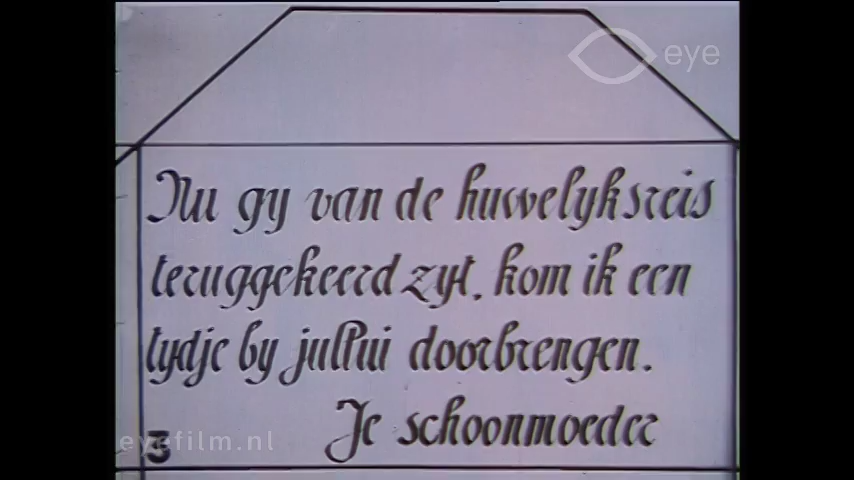 eye
Nu gy van de huwelyksreis
teruggekeerd zyt, kom ik een
tydje by jullui doorbrengen.
Je schoonmoeder
eyefilm.nl
3